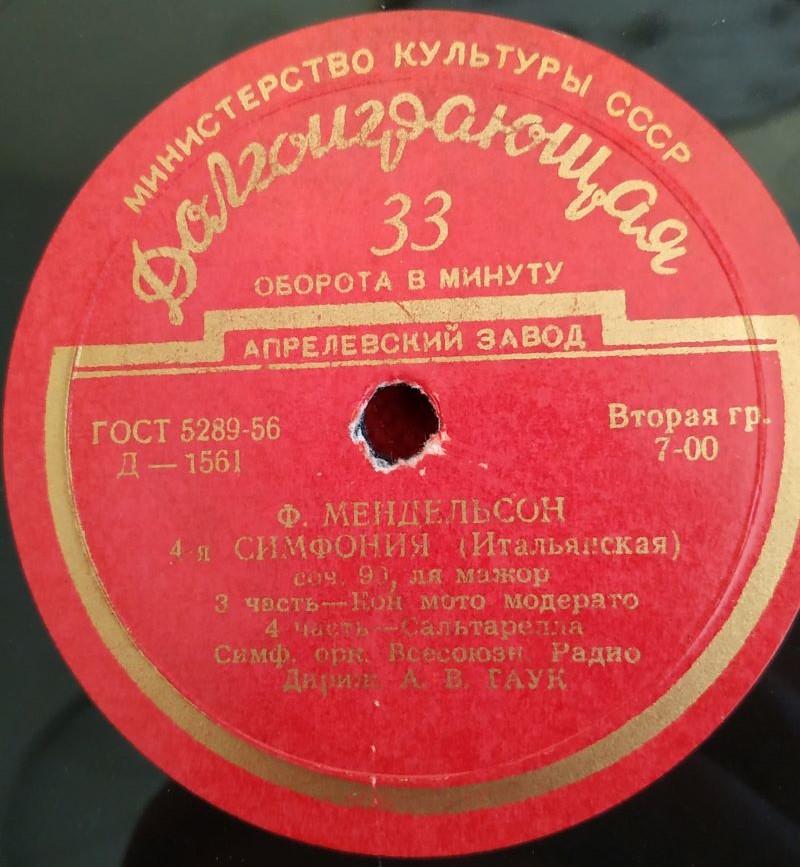 МИНИСТЕРСТВО КУЛЬТУРЫ СССР
Долгоиграющая
33
ОБОРОТА В МИНУТУ
АПРЕЛЕВСКИЙ ЗАВОД
ГОСТ 5289-56
Д — 1561
Вторая гр.
7-00
Ф. МЕНДЕЛЬСОН
4-я СИМФОНИЯ (Итальянская)
соч. 90, ля мажор
3 часть—Кон мото модерато
4 часть—Сальтарелла
Симф. орк. Всесоюзн. Радио
Дириж. А. В. ГАУК